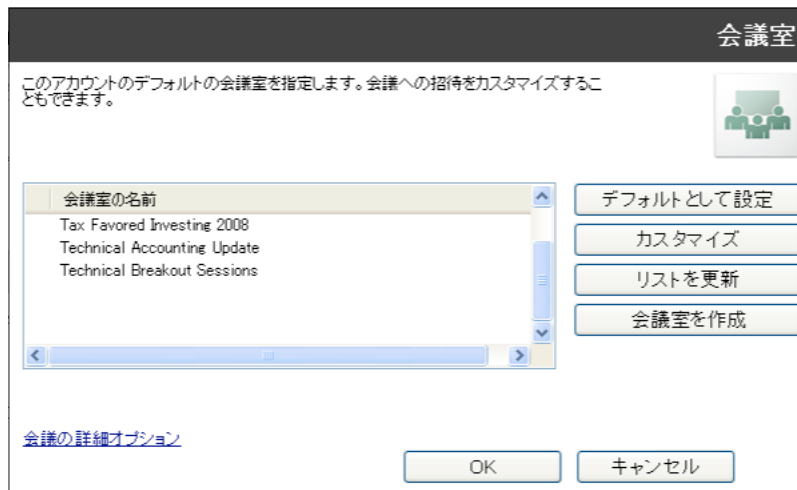 会議室
このアカウントのデフォルトの会議室を指定します。会議への招待をカスタマイズするこ
ともできます。
会議室の名前
Tax Favored Investing 2008
Technical Accounting Update
Technical Breakout Sessions
デフォルトとして設定
カスタマイズ
リストを更新
会議室を作成
会議の詳細オプション
OK
キャンセル